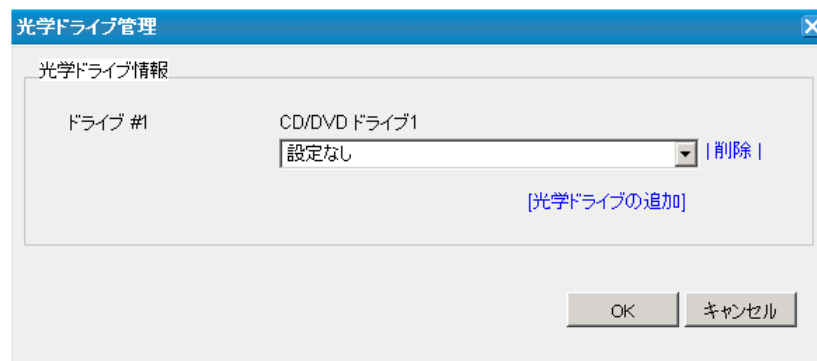 光学ドライブ管理
光学ドライブ情報
ドライブ #1
CD/DVD ドライブ1
設定なし
| 削除 |
[光学ドライブの追加]
OK
キャンセル